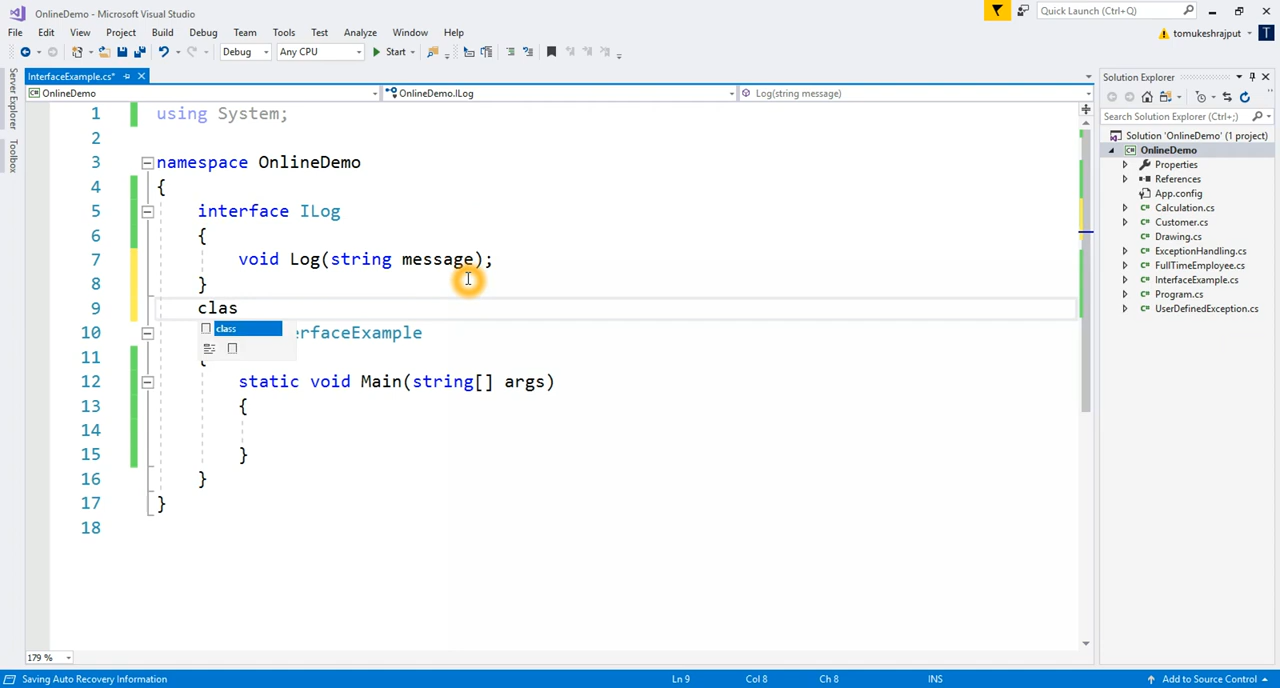 OnlineDemo - Microsoft Visual Studio
Quick Launch (Ctrl+Q)
File Edit View Project Build Debug Team Tools Test Analyze Window Help
tomukeshrajput T
Debug Any CPU Start
InterfaceExample.cs*
OnlineDemo OnlineDemo.ILog Log(string message)
Server Explorer
Toolbox
1 using System;
2
3 namespace OnlineDemo
4 {
5 interface ILog
6 {
7 void Log(string message);
8 }
9 clas
class
10 erfaceExample
11 {
12 static void Main(string[] args)
13 {
14
15 }
16 }
17 }
18
Solution Explorer
Search Solution Explorer (Ctrl+;)
Solution 'OnlineDemo' (1 project)
OnlineDemo
Properties
References
App.config
Calculation.cs
Customer.cs
Drawing.cs
ExceptionHandling.cs
FullTimeEmployee.cs
InterfaceExample.cs
Program.cs
UserDefinedException.cs
179 %
Saving Auto Recovery Information Ln 9 Col 8 Ch 8 INS Add to Source Control